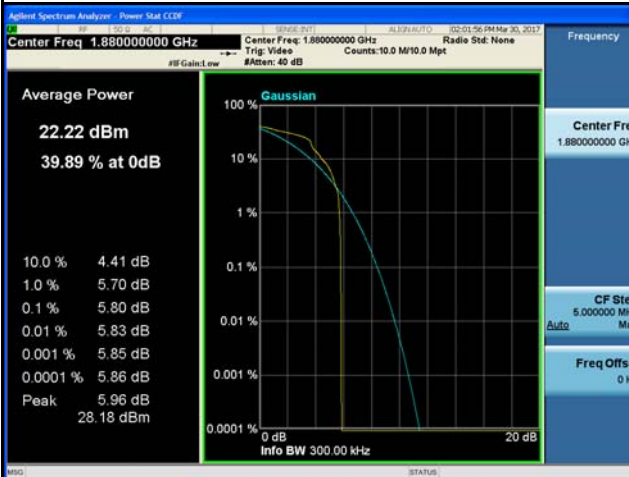 Agilent Spectrum Analyzer - Power Stat CCDF
RF 50 Ω AC SENSE:INT ALIGN AUTO 02:01:56 PM Mar 30, 2017
Center Freq 1.880000000 GHz
Center Freq: 1.880000000 GHz Radio Std: None
Trig: Video Counts:10.0 M/10.0 Mpt
#IFGain:Low #Atten: 40 dB
Frequency
Average Power
22.22 dBm
39.89 % at 0dB
10.0 % 4.41 dB
1.0 % 5.70 dB
0.1 % 5.80 dB
0.01 % 5.83 dB
0.001 % 5.85 dB
0.0001 % 5.86 dB
Peak 5.96 dB
28.18 dBm
Gaussian
100 %
10 %
1 %
0.1 %
0.01 %
0.001 %
0.0001 %
0 dB 20 dB
Info BW 300.00 kHz
Center Fre
1.880000000 GH
CF Ste
5.000000 MH
Auto Ma
Freq Offs
0 H
MSG STATUS